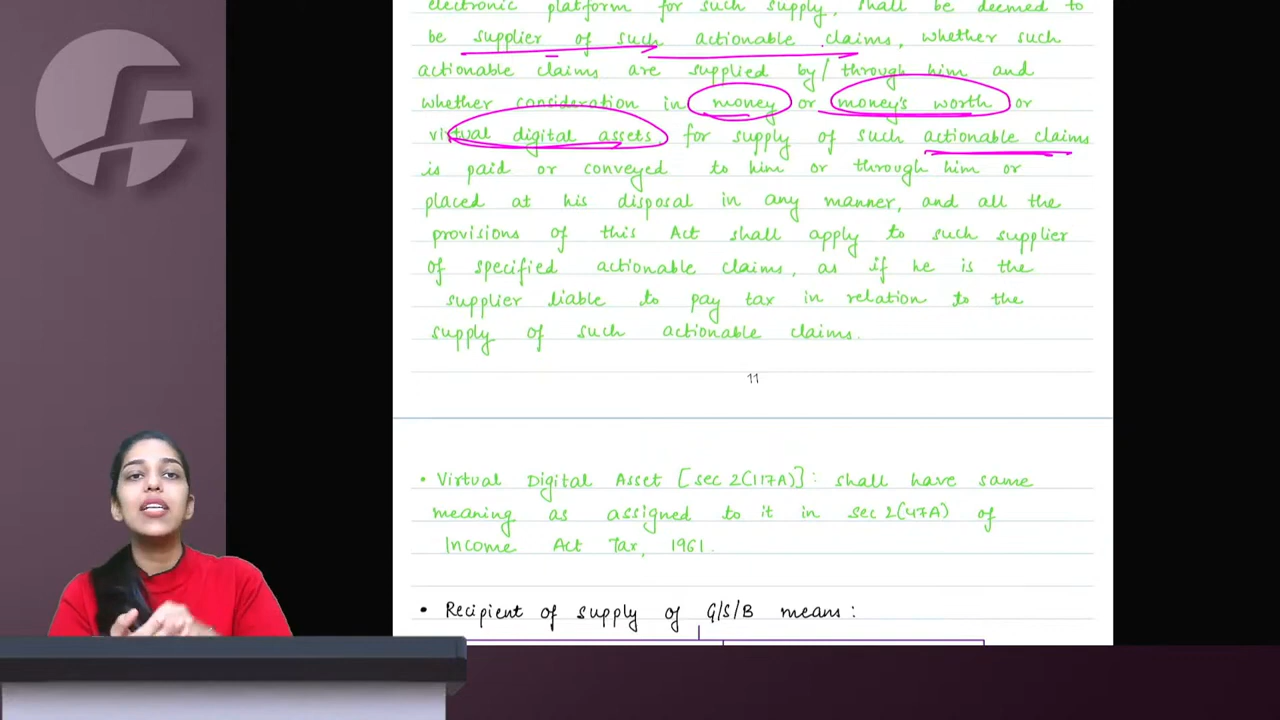 electronic platform for such supply, shall be deemed to
be supplier of such actionable claims, whether such
actionable claims are supplied by/through him and
whether consideration in money or money's worth or
virtual digital assets for supply of such actionable claims
is paid or conveyed to him or through him or
placed at his disposal in any manner, and all the
provisions of this Act shall apply to such supplier
of specified actionable claims, as if he is the
supplier liable to pay tax in relation to the
supply of such actionable claims.
11
• Virtual Digital Asset [sec 2(117A)]: shall have same
meaning as assigned to it in sec 2(47A) of
Income Act Tax, 1961.
• Recipient of supply of G/S/B means: